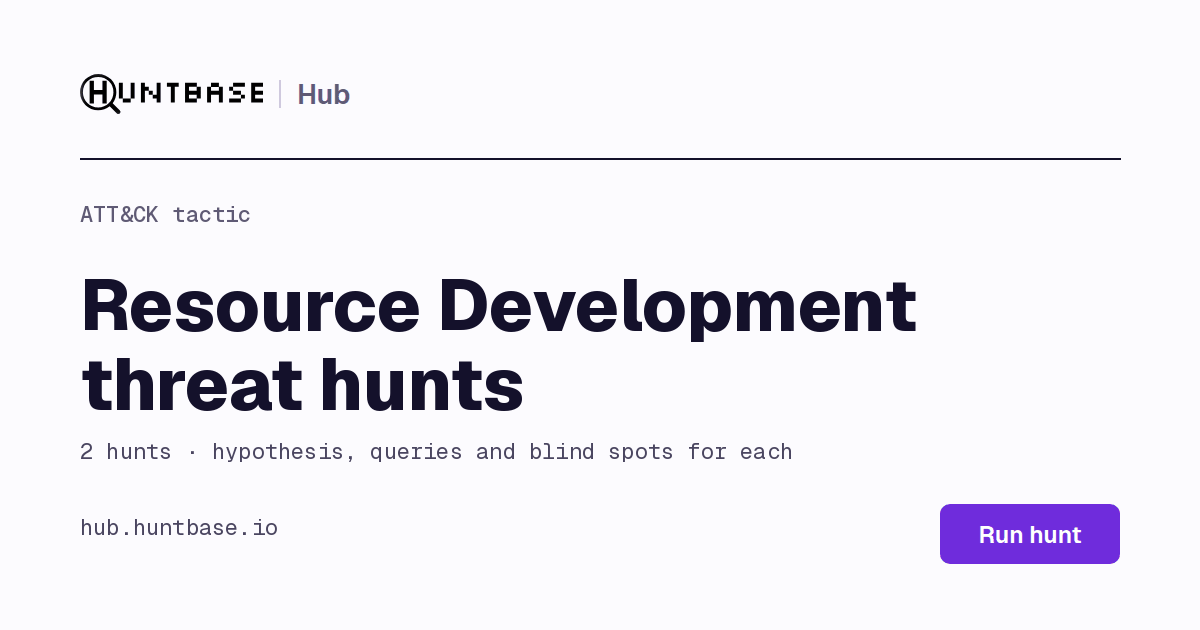 HUNTBASE | Hub
ATT&CK tactic
Resource Development
threat hunts
2 hunts · hypothesis, queries and blind spots for each
hub.huntbase.io
Run hunt